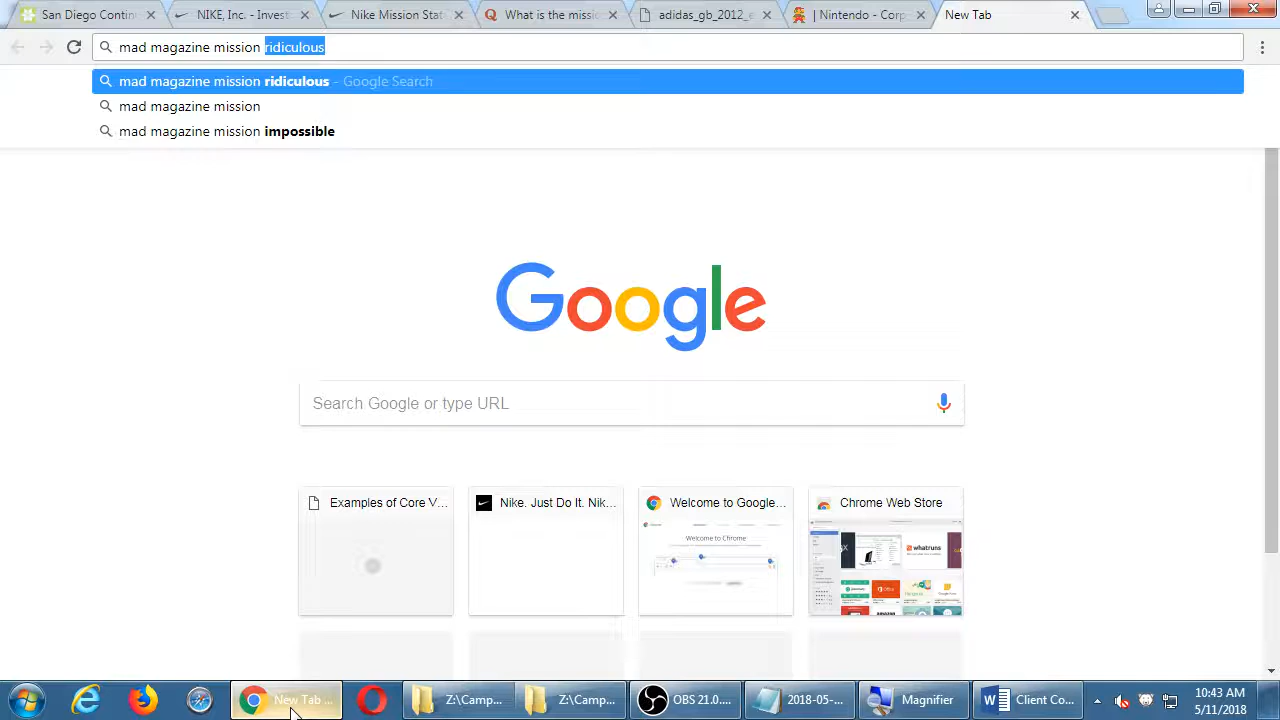 San Diego Contin
NIKE, Inc. - Invest
Nike Mission Stat
What is the missio
adidas_gb_2012_e
| Nintendo - Corp
New Tab
mad magazine mission ridiculous
mad magazine mission ridiculous - Google Search
mad magazine mission
mad magazine mission impossible
Google
Search Google or type URL
Examples of Core V...
Nike. Just Do It. Nik...
Welcome to Google...
Chrome Web Store
Welcome to Chrome
whatruns
New Tab ...
Z:\Camp...
Z:\Camp...
OBS 21.0....
2018-05-...
Magnifier
Client Co...
10:43 AM
5/11/2018